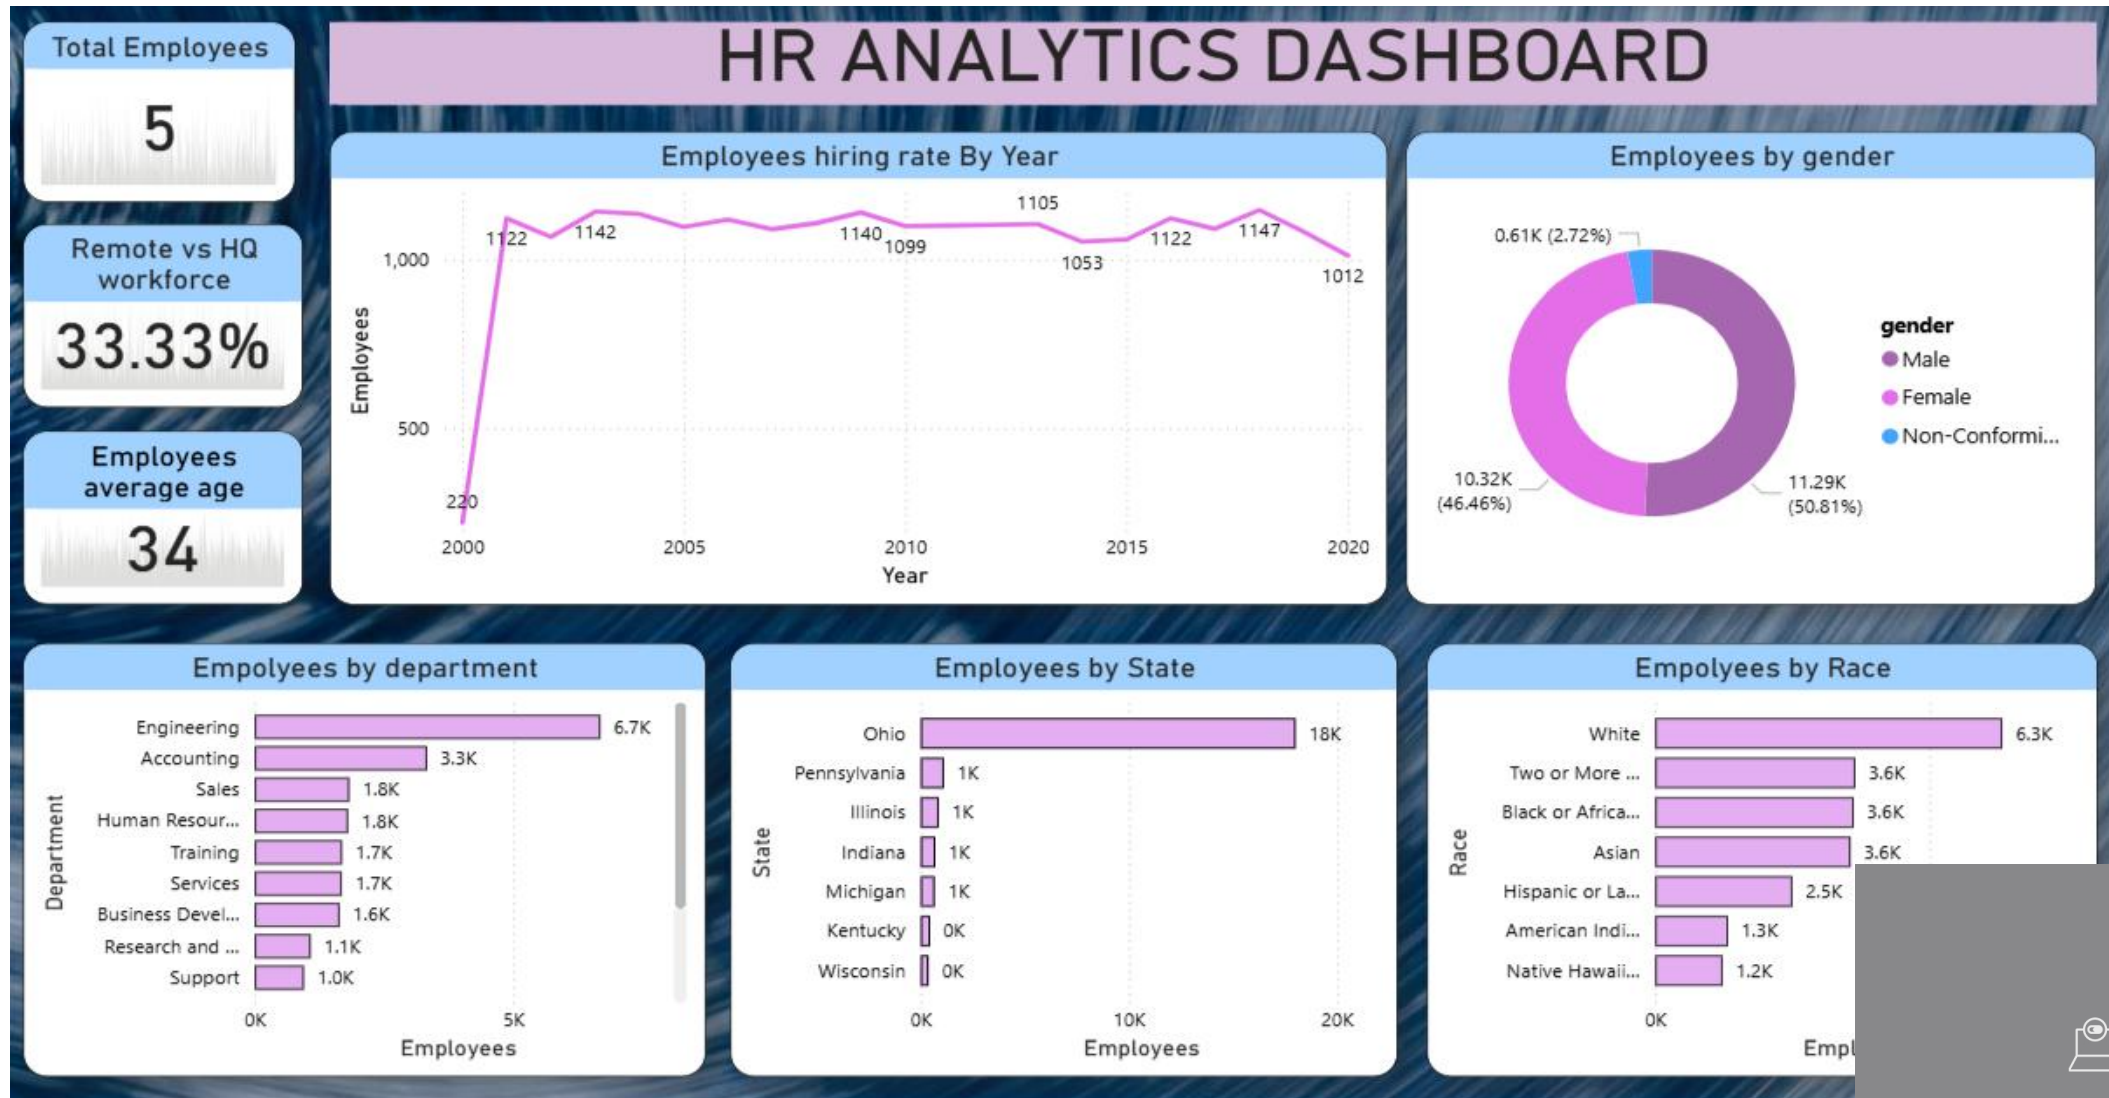 HR ANALYTICS DASHBOARD
Total Employees
5
Remote vs HQ
workforce
33.33%
Employees
average age
34
Employees hiring rate By Year
Employees
1,000
500
220
1122
1142
1140
1099
1105
1053
1122
1147
1012
2000
2005
2010
2015
2020
Year
Employees by gender
0.61K (2.72%)
10.32K
(46.46%)
11.29K
(50.81%)
gender
Male
Female
Non-Conformi...
Empolyees by department
Department
Engineering 6.7K
Accounting 3.3K
Sales 1.8K
Human Resour... 1.8K
Training 1.7K
Services 1.7K
Business Devel... 1.6K
Research and ... 1.1K
Support 1.0K
0K 5K
Employees
Employees by State
State
Ohio 18K
Pennsylvania 1K
Illinois 1K
Indiana 1K
Michigan 1K
Kentucky 0K
Wisconsin 0K
0K 10K 20K
Employees
Empolyees by Race
Race
White 6.3K
Two or More ... 3.6K
Black or Africa... 3.6K
Asian 3.6K
Hispanic or La... 2.5K
American Indi... 1.3K
Native Hawaii... 1.2K
0K
Empl